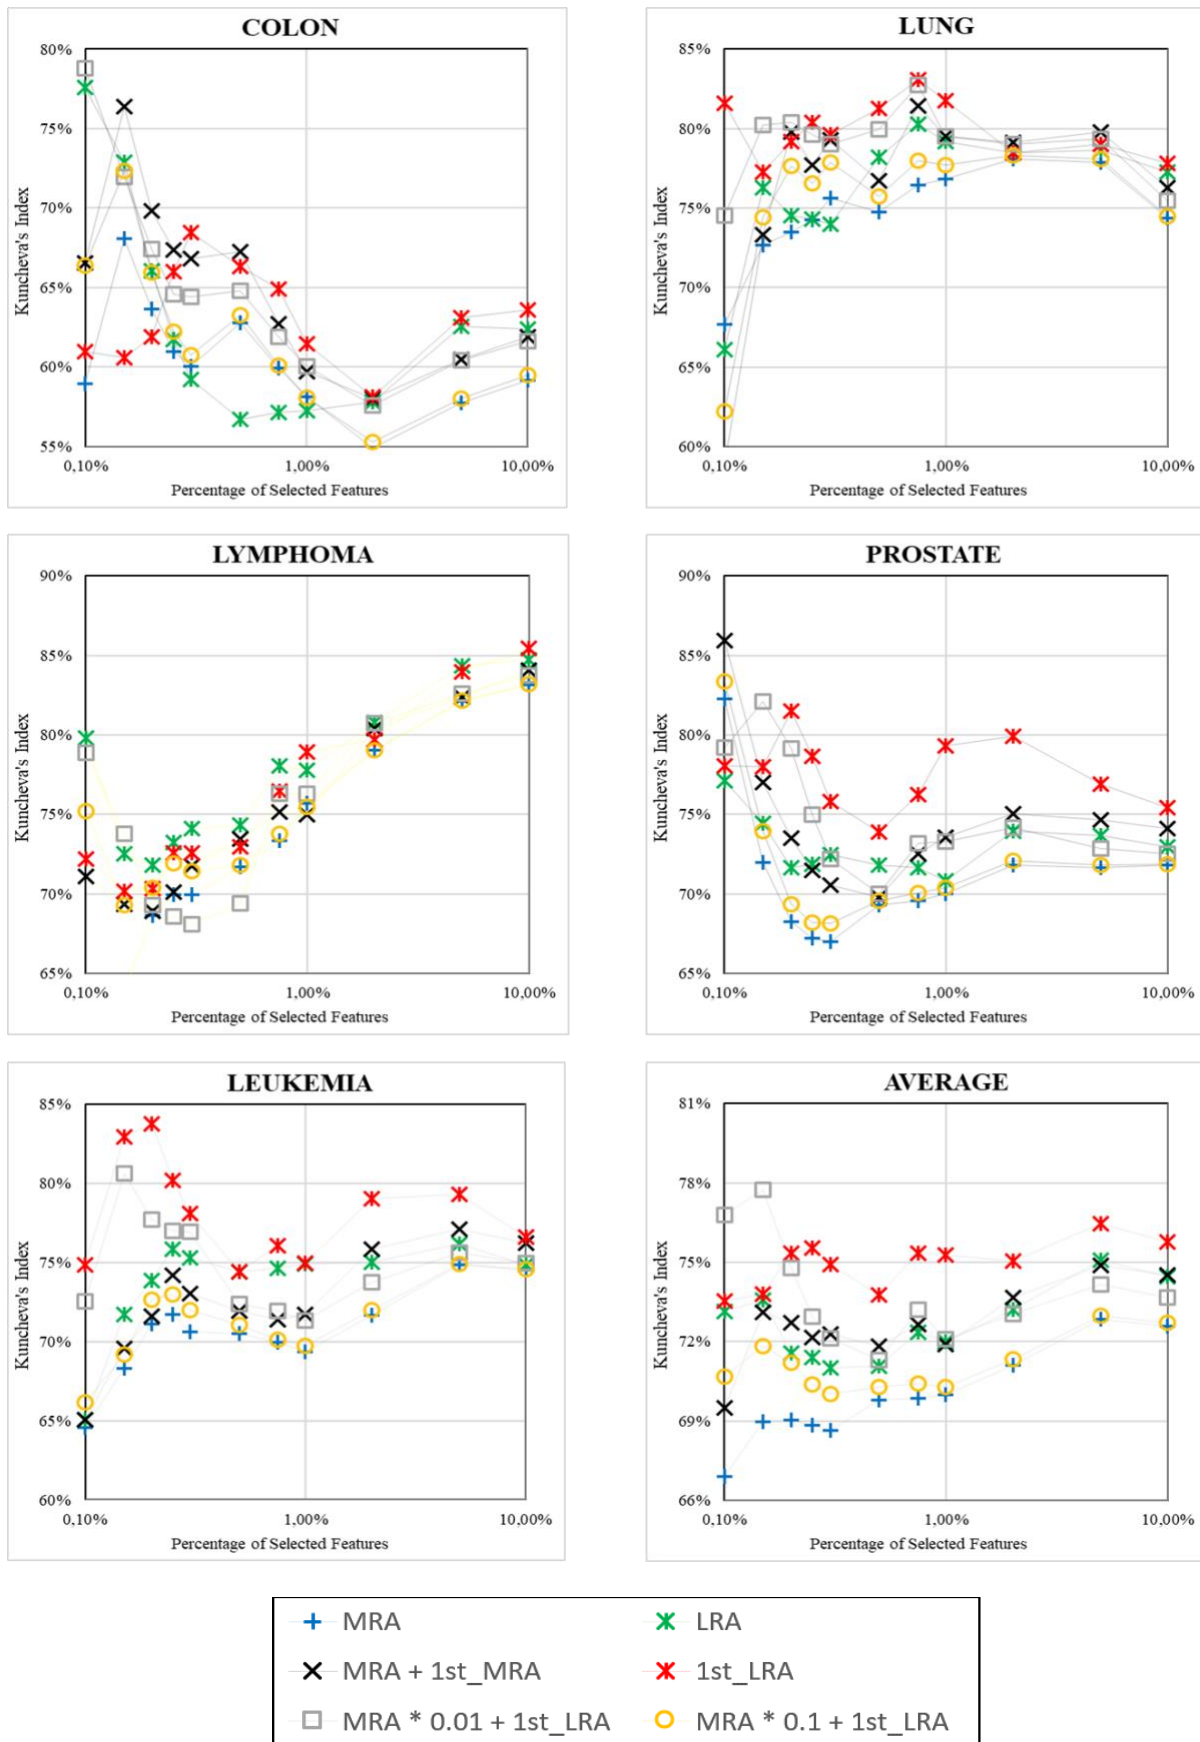 COLON
80%
75%
70%
65%
60%
55%
Kuncheva's Index
0,10%
1,00%
10,00%
Percentage of Selected Features
LUNG
85%
80%
75%
70%
65%
60%
Kuncheva's Index
0,10%
1,00%
10,00%
Percentage of Selected Features
LYMPHOMA
90%
85%
80%
75%
70%
65%
Kuncheva's Index
0,10%
1,00%
10,00%
Percentage of Selected Features
PROSTATE
90%
85%
80%
75%
70%
65%
Kuncheva's Index
0,10%
1,00%
10,00%
Percentage of Selected Features
LEUKEMIA
85%
80%
75%
70%
65%
60%
Kuncheva's Index
0,10%
1,00%
10,00%
Percentage of Selected Features
AVERAGE
81%
78%
75%
72%
69%
66%
Kuncheva's Index
0,10%
1,00%
10,00%
Percentage of Selected Features
MRA
LRA
MRA + 1st_MRA
1st_LRA
MRA * 0.01 + 1st_LRA
MRA * 0.1 + 1st_LRA